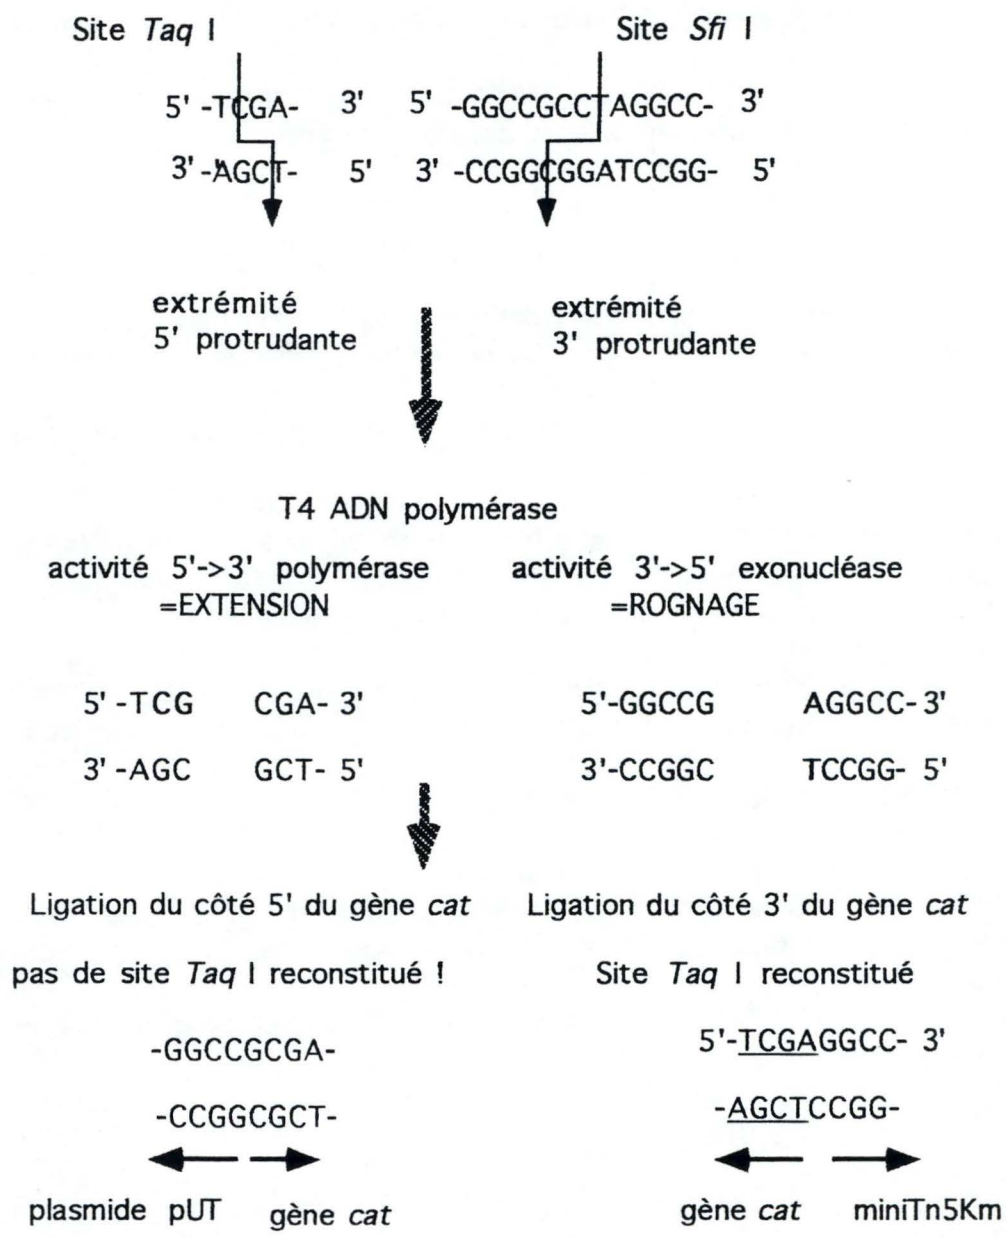 Site Taq I
Site Sfi I
5' -TCGA- 3'
5' -GGCCGCCTAGGCC- 3'
3' -AGCT- 5'
3' -CCGGCGGATCCGG- 5'
extrémité
5' protrudante
extrémité
3' protrudante
T4 ADN polymérase
activité 5'->3' polymérase
=EXTENSION
activité 3'->5' exonucléase
=ROGNAGE
5' -TCG CGA- 3'
3' -AGC GCT- 5'
5'-GGCCG AGGCC- 3'
3'-CCGGC TCCGG- 5'
Ligation du côté 5' du gène cat
Ligation du côté 3' du gène cat
pas de site Taq I reconstitué !
Site Taq I reconstitué
-GGCCGCGA-
-CCGGCGCT-
5'-TCGAGGCC- 3'
-AGCTCCGG-
plasmide pUT
gène cat
gène cat
miniTn5Km